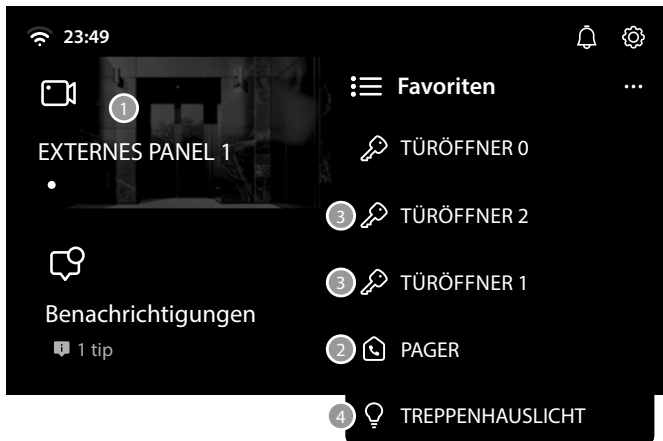 23:49
1
EXTERNES PANEL 1
Benachrichtigungen
1 tip
Favoriten
TÜRÖFFNER 0
3 TÜRÖFFNER 2
3 TÜRÖFFNER 1
2 PAGER
4 TREPPENHAUSLICHT